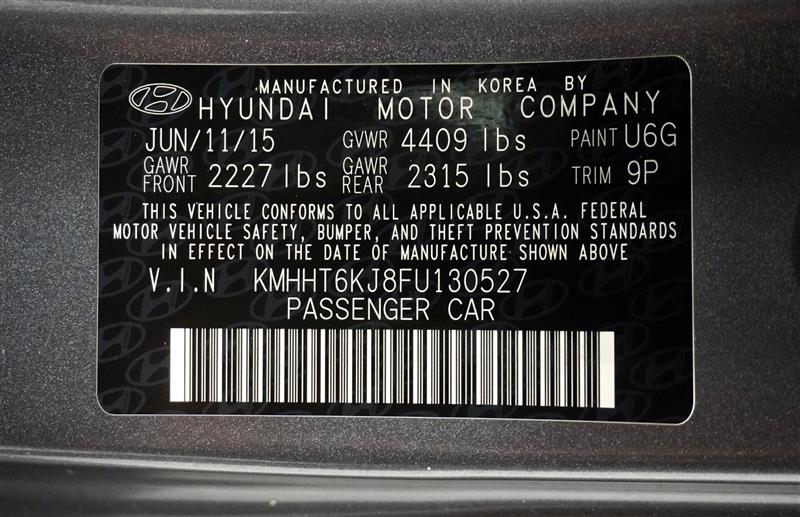 MANUFACTURED IN KOREA BY
HYUNDAI MOTOR COMPANY
JUN/11/15 GVWR 4409 lbs PAINT U6G
GAWR FRONT 2227 lbs GAWR REAR 2315 lbs TRIM 9P
THIS VEHICLE CONFORMS TO ALL APPLICABLE U.S.A. FEDERAL
MOTOR VEHICLE SAFETY, BUMPER, AND THEFT PREVENTION STANDARDS
IN EFFECT ON THE DATE OF MANUFACTURE SHOWN ABOVE
V.I.N KMHHT6KJ8FU130527
PASSENGER CAR